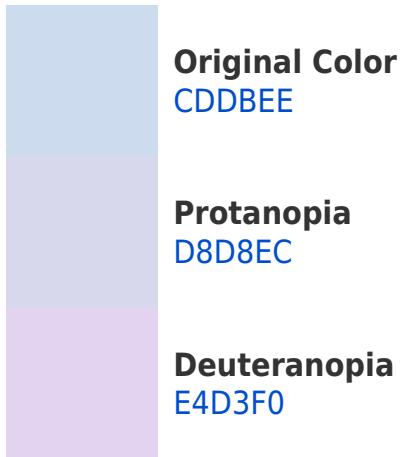 Original Color
CDDBEE
Protanopia
D8D8EC
Deuteranopia
E4D3F0